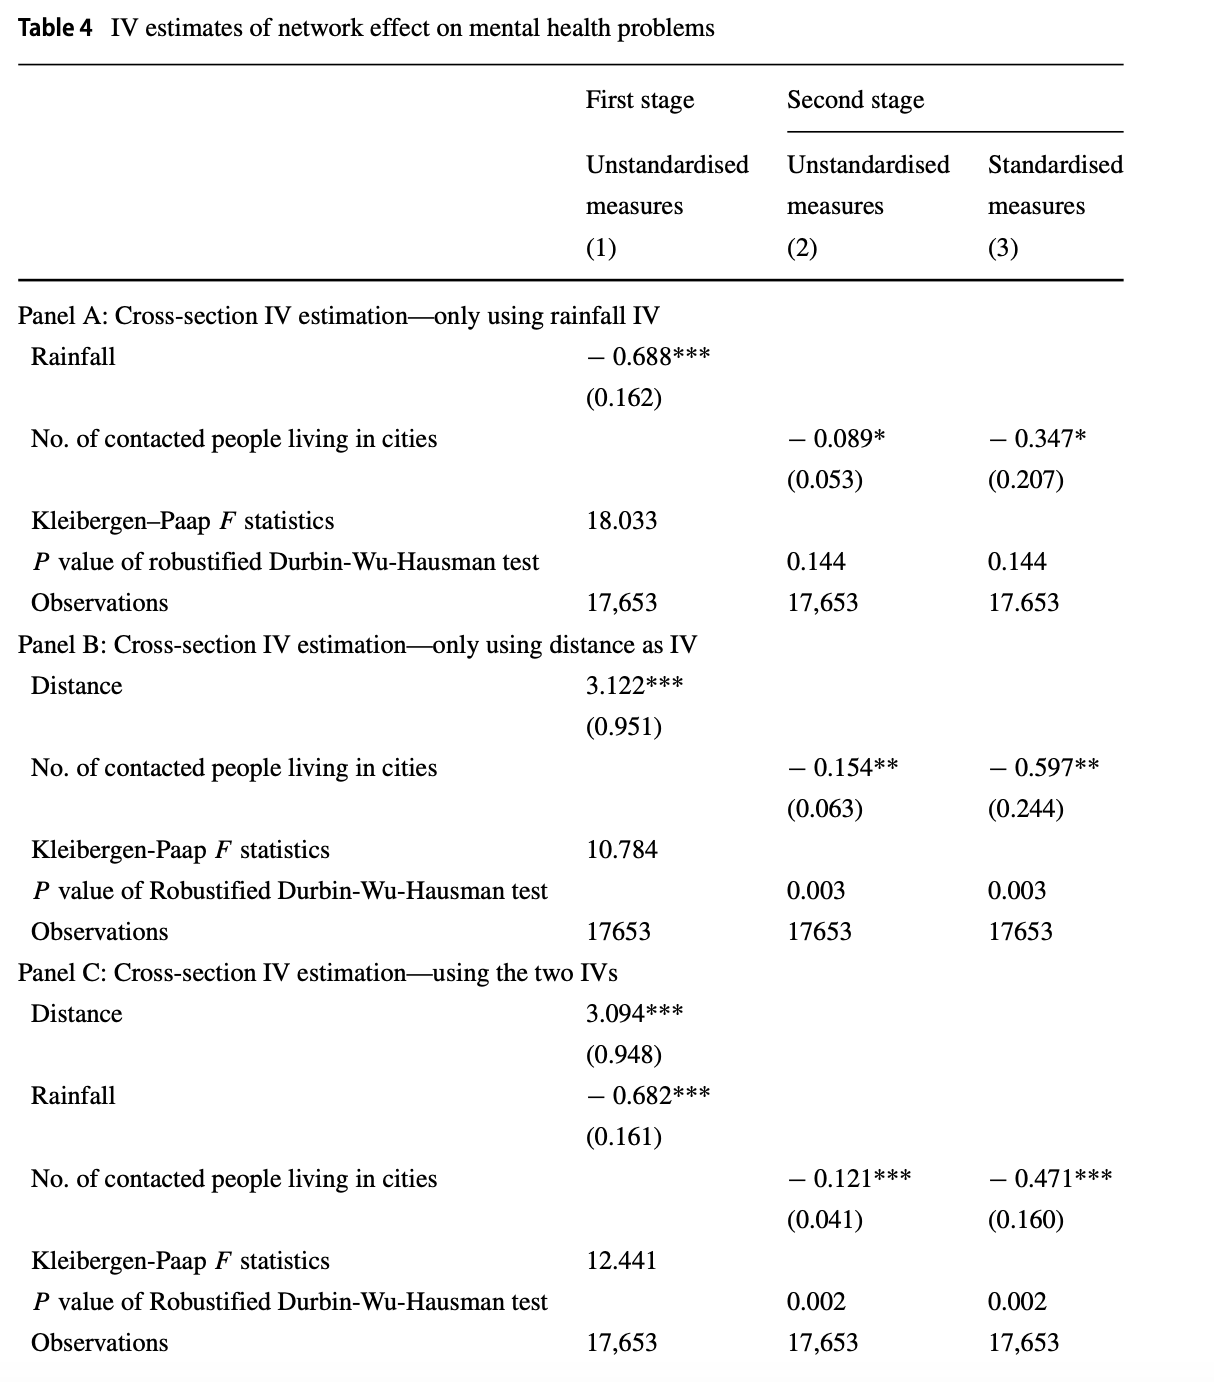 Table 4 IV estimates of network effect on mental health problems
First stage Second stage
Unstandardised Unstandardised Standardised
measures measures measures
(1) (2) (3)
Panel A: Cross-section IV estimation—only using rainfall IV
Rainfall − 0.688***
(0.162)
No. of contacted people living in cities − 0.089* − 0.347*
(0.053) (0.207)
Kleibergen–Paap F statistics 18.033
P value of robustified Durbin-Wu-Hausman test 0.144 0.144
Observations 17,653 17,653 17.653
Panel B: Cross-section IV estimation—only using distance as IV
Distance 3.122***
(0.951)
No. of contacted people living in cities − 0.154** − 0.597**
(0.063) (0.244)
Kleibergen-Paap F statistics 10.784
P value of Robustified Durbin-Wu-Hausman test 0.003 0.003
Observations 17653 17653 17653
Panel C: Cross-section IV estimation—using the two IVs
Distance 3.094***
(0.948)
Rainfall − 0.682***
(0.161)
No. of contacted people living in cities − 0.121*** − 0.471***
(0.041) (0.160)
Kleibergen-Paap F statistics 12.441
P value of Robustified Durbin-Wu-Hausman test 0.002 0.002
Observations 17,653 17,653 17,653